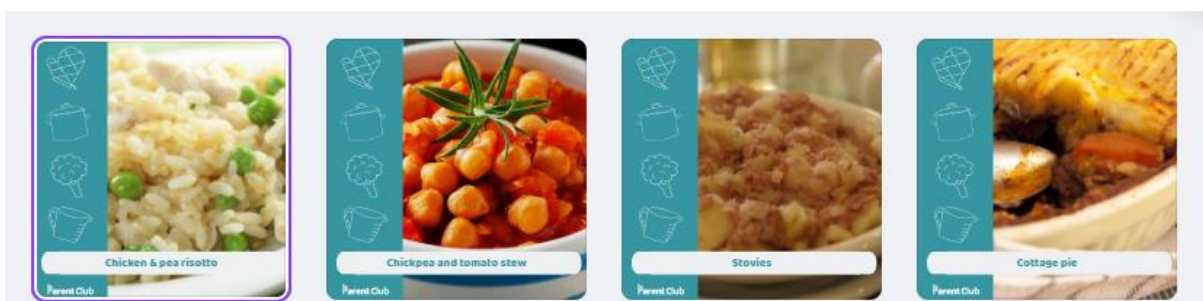 Chicken & pea risotto
Chickpea and tomato stew
Stovies
Cottage pie
Parent Club
Parent Club
Parent Club
Parent Club